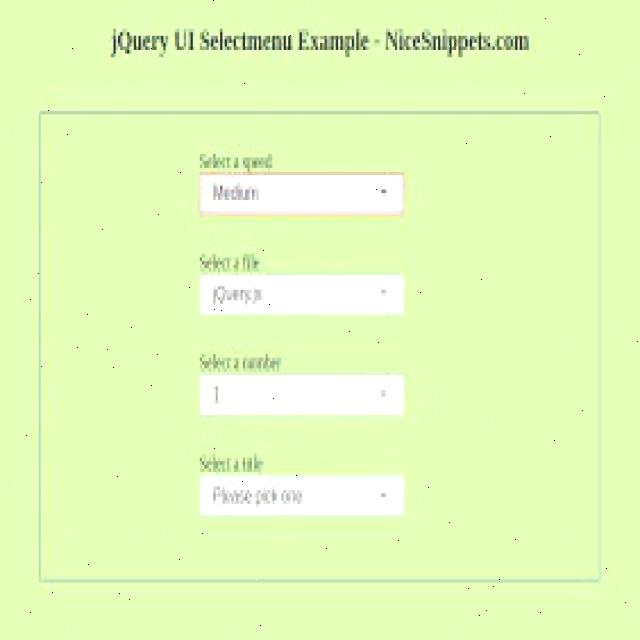 jQuery UI Selectmenu Example - NiceSnippets.com
Select a speed
Medium
Select a file
jQuery.js
Select a number
1
Select a title
Please pick one